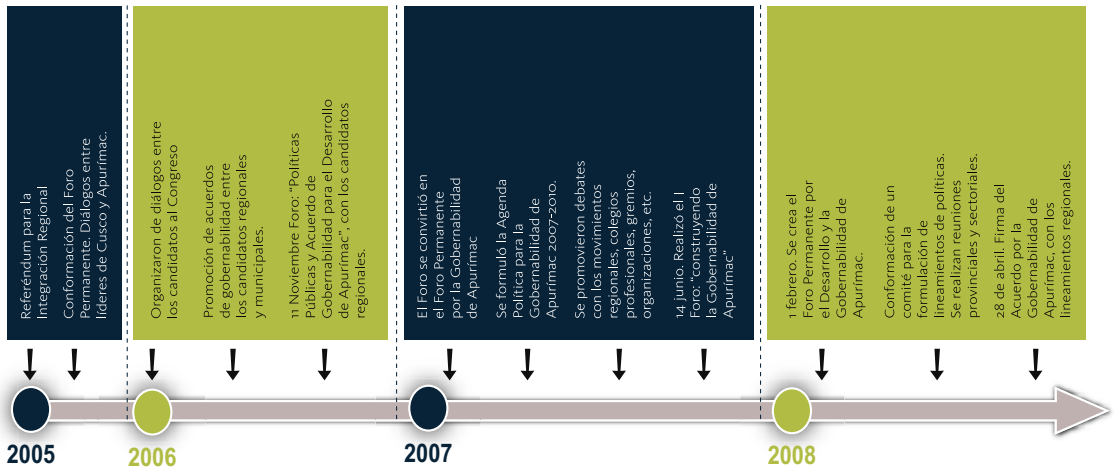 Referéndum para la
Integración Regional
Conformación del Foro
Permanente. Diálogos entre
líderes de Cusco y Apurímac.
Organizaron de diálogos entre
los candidatos al Congreso
Promoción de acuerdos
de gobernabilidad entre
los candidatos regionales
y municipales.
11 Noviembre Foro: "Políticas
Públicas y Acuerdo de
Gobernabilidad para el Desarrollo
de Apurímac", con los candidatos
regionales.
El Foro se convirtió en
el Foro Permanente
por la Gobernabilidad
de Apurímac
Se formuló la Agenda
Política para la
Gobernabilidad de
Apurímac 2007-2010.
Se promovieron debates
con los movimientos
regionales, colegios
profesionales, gremios,
organizaciones, etc.
14 junio. Realizó el I
Foro: "Construyendo
la Gobernabilidad de
Apurímac"
1 febrero. Se crea el
Foro Permanente por
el Desarrollo y la
Gobernabilidad de
Apurímac.
Conformación de un
comité para la
formulación de
lineamientos de políticas.
Se realizan reuniones
provinciales y sectoriales.
28 de abril. Firma del
Acuerdo por la
Gobernabilidad de
Apurímac, con los
lineamientos regionales.
2005
2006
2007
2008